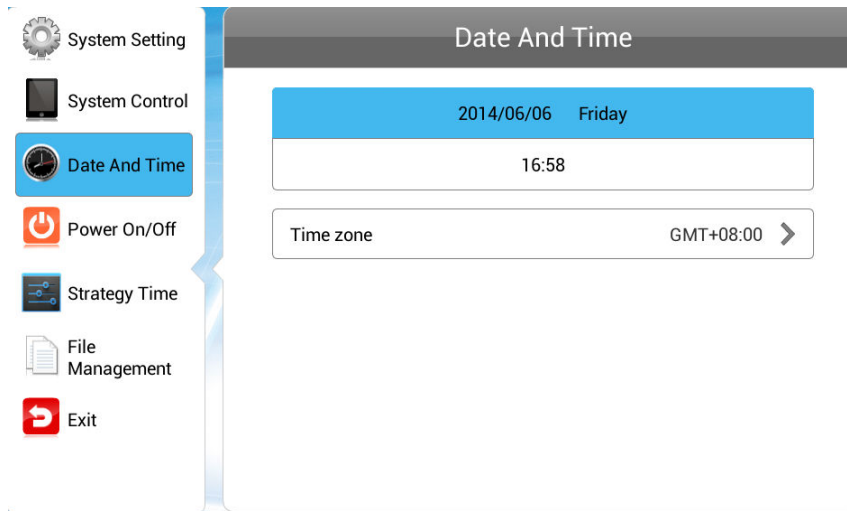 System Setting
System Control
Date And Time
Power On/Off
Strategy Time
File
Management
Exit
Date And Time
2014/06/06 Friday
16:58
Time zone GMT+08:00